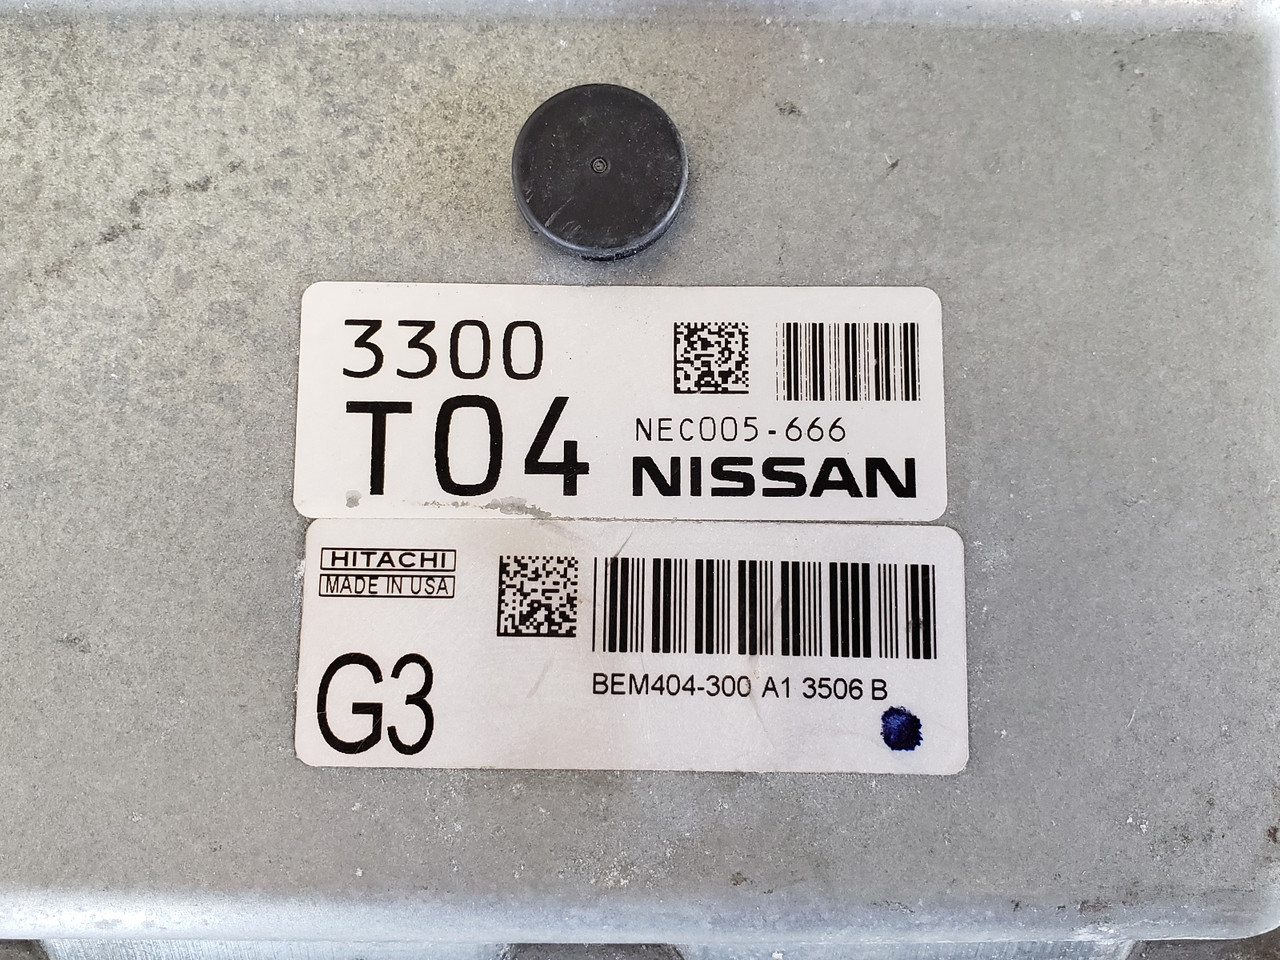 3300
T04
NEC005-666
NISSAN
HITACHI
MADE IN USA
G3
BEM404-300 A1 3506 B